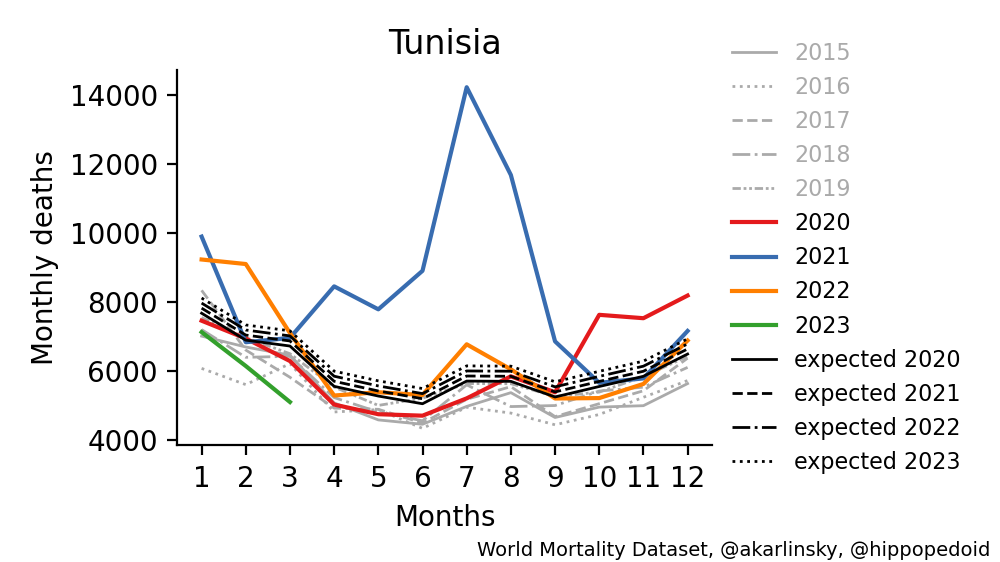 Tunisia
Monthly deaths
14000
12000
10000
8000
6000
4000
1 2 3 4 5 6 7 8 9 10 11 12
Months
2015
2016
2017
2018
2019
2020
2021
2022
2023
expected 2020
expected 2021
expected 2022
expected 2023
World Mortality Dataset, @akarlinsky, @hippopedoid